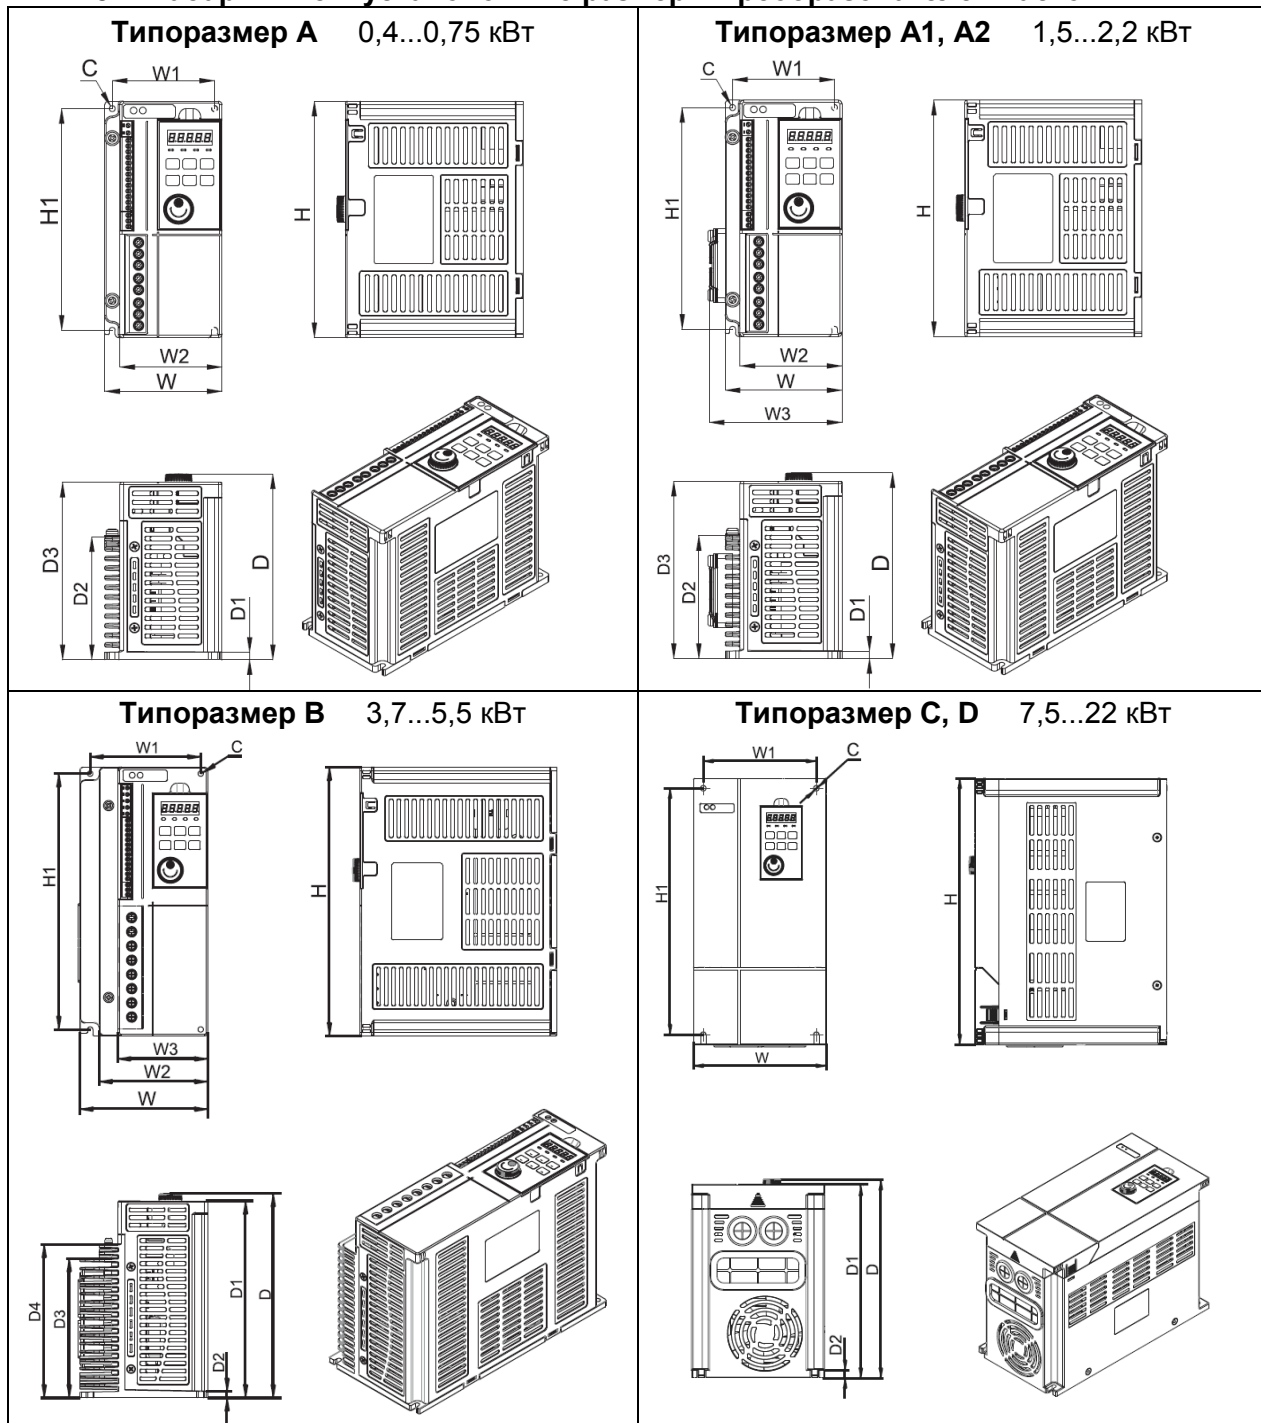 Типоразмер A 0,4...0,75 кВт
C
W1
H1
H
W2
W
D3
D2
D1
D
Типоразмер A1, A2 1,5...2,2 кВт
C
W1
H1
H
W2
W
W3
D3
D2
D1
D
Типоразмер B 3,7...5,5 кВт
W1
C
H1
H
W3
W2
W
D4
D3
D2
D1
D
Типоразмер C, D 7,5...22 кВт
W1
C
H1
H
W
D2
D1
D